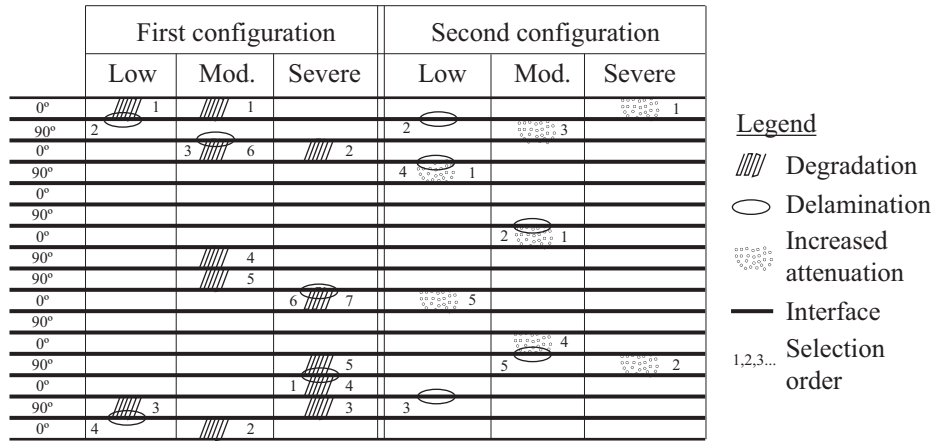 First configuration Second configuration
Low Mod. Severe Low Mod. Severe
0º 1 1 1
90º 2 2 3
0º 3 6 2
90º 4 1
0º
90º
0º 2 1
90º 4
90º 5
0º 6 7 5
90º
0º 4
90º 5 5 2
0º 1 4 3
90º 3 3
0º 4 2
Legend
Degradation
Delamination
Increased
attenuation
Interface
1,2,3... Selection
order